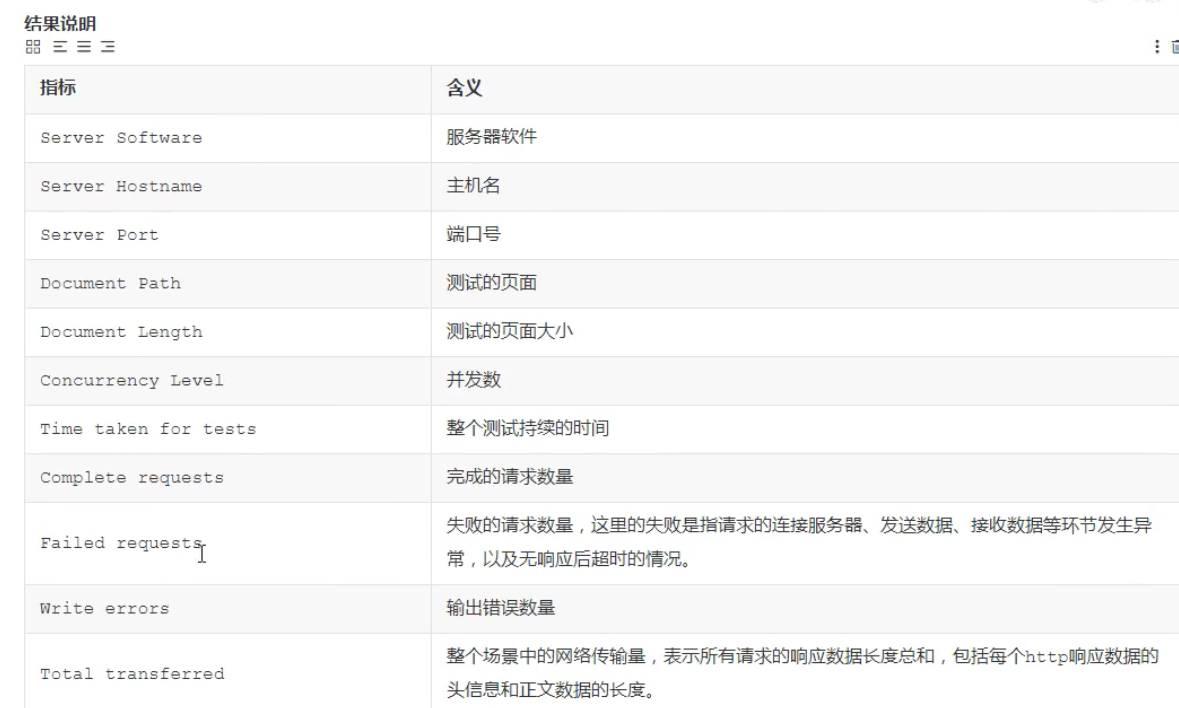 结果说明
指标 含义
Server Software 服务器软件
Server Hostname 主机名
Server Port 端口号
Document Path 测试的页面
Document Length 测试的页面大小
Concurrency Level 并发数
Time taken for tests 整个测试持续的时间
Complete requests 完成的请求数量
Failed requests 失败的请求数量，这里的失败是指请求的连接服务器、发送数据、接收数据等环节发生异
常，以及无响应后超时的情况。
Write errors 输出错误数量
Total transferred 整个场景中的网络传输量，表示所有请求的响应数据长度总和，包括每个http响应数据的
头信息和正文数据的长度。